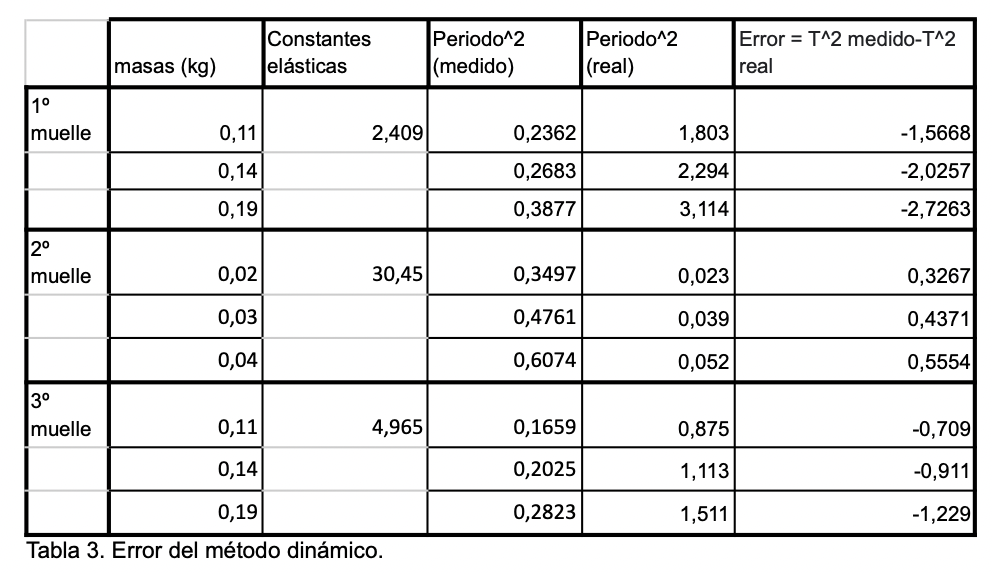 masas (kg) Constantes elásticas Periodo^2 (medido) Periodo^2 (real) Error = T^2 medido-T^2 real
1º muelle 0,11 2,409 0,2362 1,803 -1,5668
0,14 0,2683 2,294 -2,0257
0,19 0,3877 3,114 -2,7263
2º muelle 0,02 30,45 0,3497 0,023 0,3267
0,03 0,4761 0,039 0,4371
0,04 0,6074 0,052 0,5554
3º muelle 0,11 4,965 0,1659 0,875 -0,709
0,14 0,2025 1,113 -0,911
0,19 0,2823 1,511 -1,229
Tabla 3. Error del método dinámico.